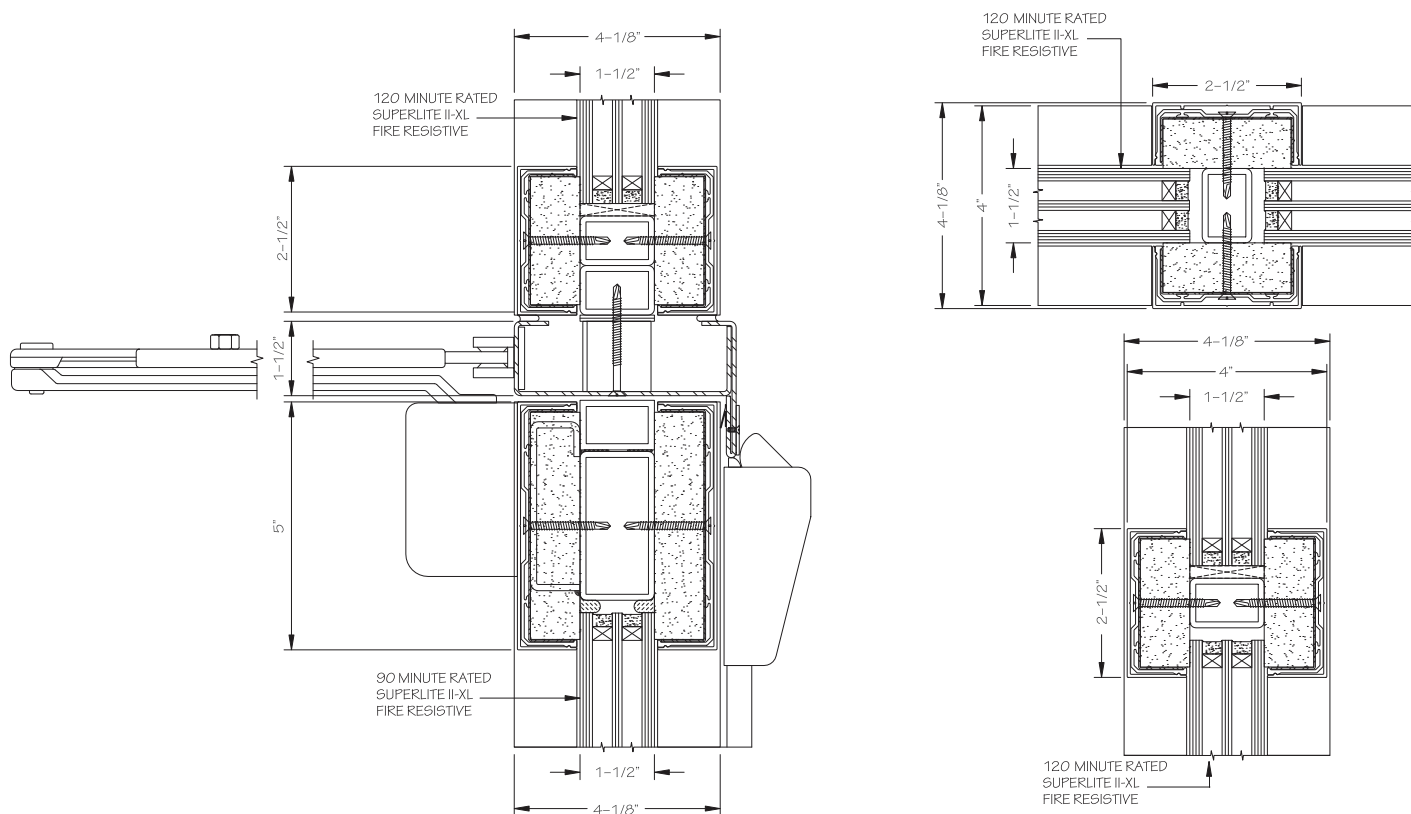 4-1/8"
1-1/2"
120 MINUTE RATED
SUPERLITE II-XL
FIRE RESISTIVE
2-1/2"
1-1/2"
5"
90 MINUTE RATED
SUPERLITE II-XL
FIRE RESISTIVE
1-1/2"
4-1/8"
120 MINUTE RATED
SUPERLITE II-XL
FIRE RESISTIVE
2-1/2"
4-1/8"
4"
1-1/2"
4-1/8"
4"
1-1/2"
2-1/2"
120 MINUTE RATED
SUPERLITE II-XL
FIRE RESISTIVE